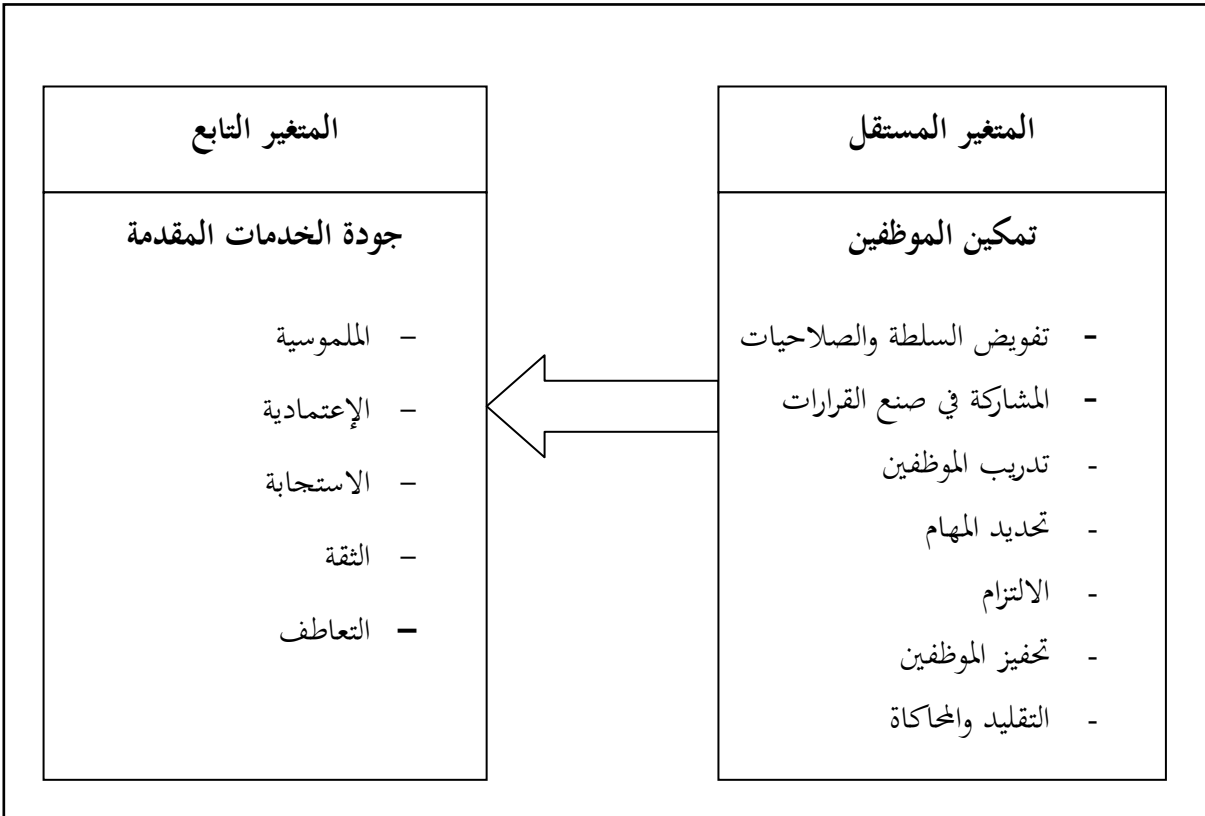 المتغير المستقل
تمكين الموظفين
- تفويض السلطة والصلاحيات
- المشاركة في صنع القرارات
- تدريب الموظفين
- تحديد المهام
- الالتزام
- تحفيز الموظفين
- التقليد والمحاكاة
المتغير التابع
جودة الخدمات المقدمة
– الملموسية
– الإعتمادية
– الاستجابة
– الثقة
– التعاطف